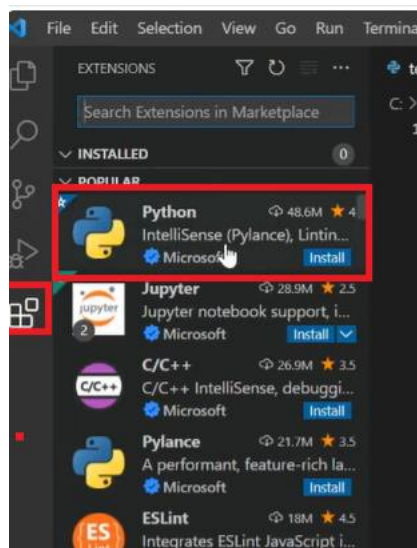 File Edit Selection View Go Run Termina
EXTENSIONS
te
Search Extensions in Marketplace
C: >
1
INSTALLED 0
POPULAR
Python 48.6M 4
IntelliSense (Pylance), Lintin...
Microsoft Install
Jupyter 28.9M 2.5
jupyter
Jupyter notebook support, i...
2
Microsoft Install
C/C++ 26.9M 3.5
C/C++
C/C++ IntelliSense, debuggi...
Microsoft Install
Pylance 21.7M 3.5
A performant, feature-rich la...
Microsoft Install
ESLint 18M 4.5
ES
Lint
Integrates ESLint JavaScript i...